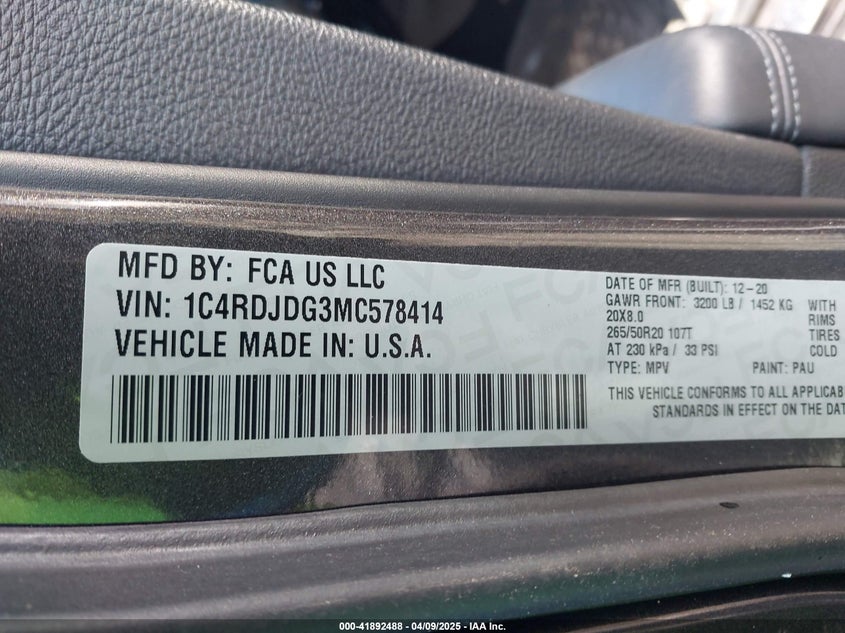 MFD BY: FCA US LLC
VIN: 1C4RDJDG3MC578414
VEHICLE MADE IN: U.S.A.
DATE OF MFR (BUILT): 12-20
GAWR FRONT: 3200 LB / 1452 KG WITH
20X8.0 RIMS
265/50R20 107T TIRES
AT 230 kPa / 33 PSI COLD
TYPE: MPV PAINT: PAU
THIS VEHICLE CONFORMS TO ALL APPLICAB
STANDARDS IN EFFECT ON THE DAT
000-41892488 - 04/09/2025 - IAA Inc.